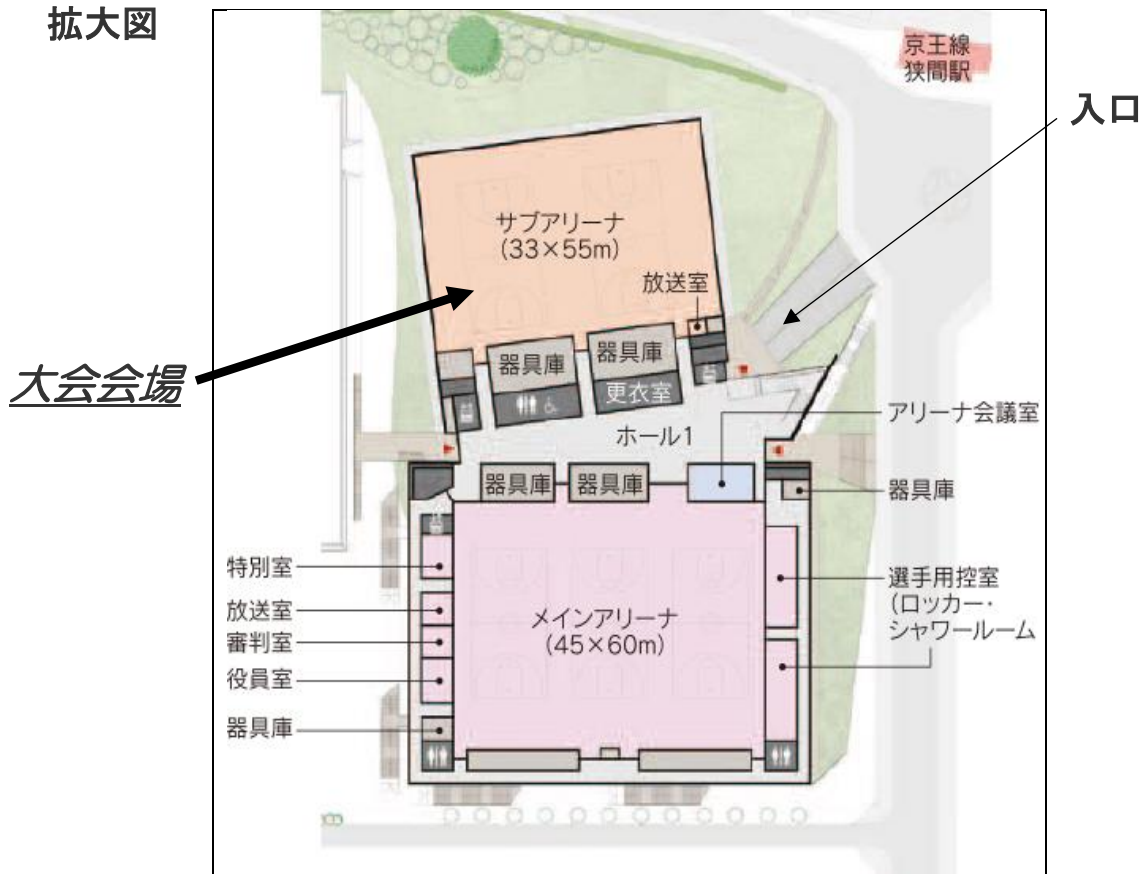 拡大図
京王線
狭間駅
入口
サブアリーナ
(33×55m)
放送室
大会会場
器具庫
器具庫
更衣室
ホール1
アリーナ会議室
器具庫
器具庫
器具庫
特別室
放送室
審判室
役員室
器具庫
メインアリーナ
(45×60m)
選手用控室
(ロッカー・
シャワールーム